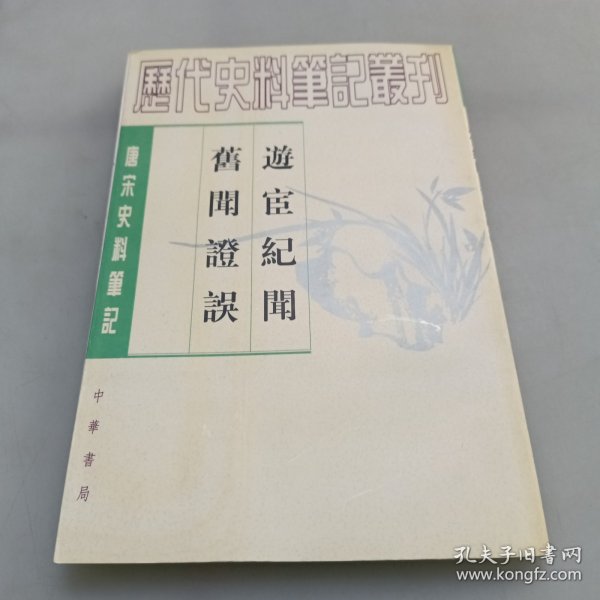 歷代史料筆記叢刊
唐宋史料筆記
遊宦紀聞
舊聞證誤
中華書局
孔夫子旧书网
www.kongfz.com